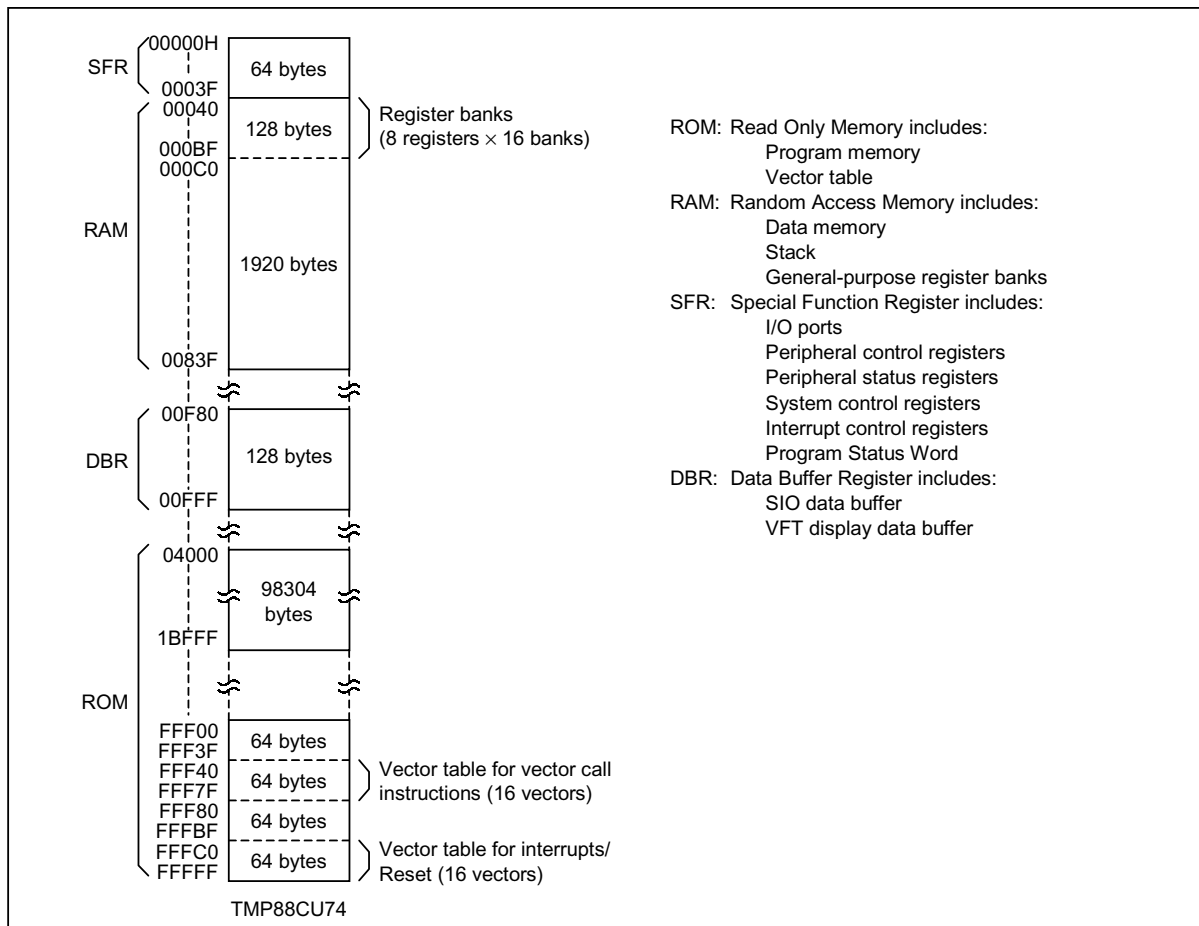 00000H
SFR
64 bytes
0003F
00040
128 bytes
Register banks
(8 registers × 16 banks)
000BF
000C0
RAM
1920 bytes
0083F
00F80
DBR
128 bytes
00FFF
04000
98304
bytes
1BFFF
ROM
FFF00
64 bytes
FFF3F
FFF40
64 bytes
FFF7F
Vector table for vector call
instructions (16 vectors)
FFF80
64 bytes
FFFBF
FFFC0
64 bytes
FFFFF
Vector table for interrupts/
Reset (16 vectors)
TMP88CU74
ROM: Read Only Memory includes:
Program memory
Vector table
RAM: Random Access Memory includes:
Data memory
Stack
General-purpose register banks
SFR: Special Function Register includes:
I/O ports
Peripheral control registers
Peripheral status registers
System control registers
Interrupt control registers
Program Status Word
DBR: Data Buffer Register includes:
SIO data buffer
VFT display data buffer